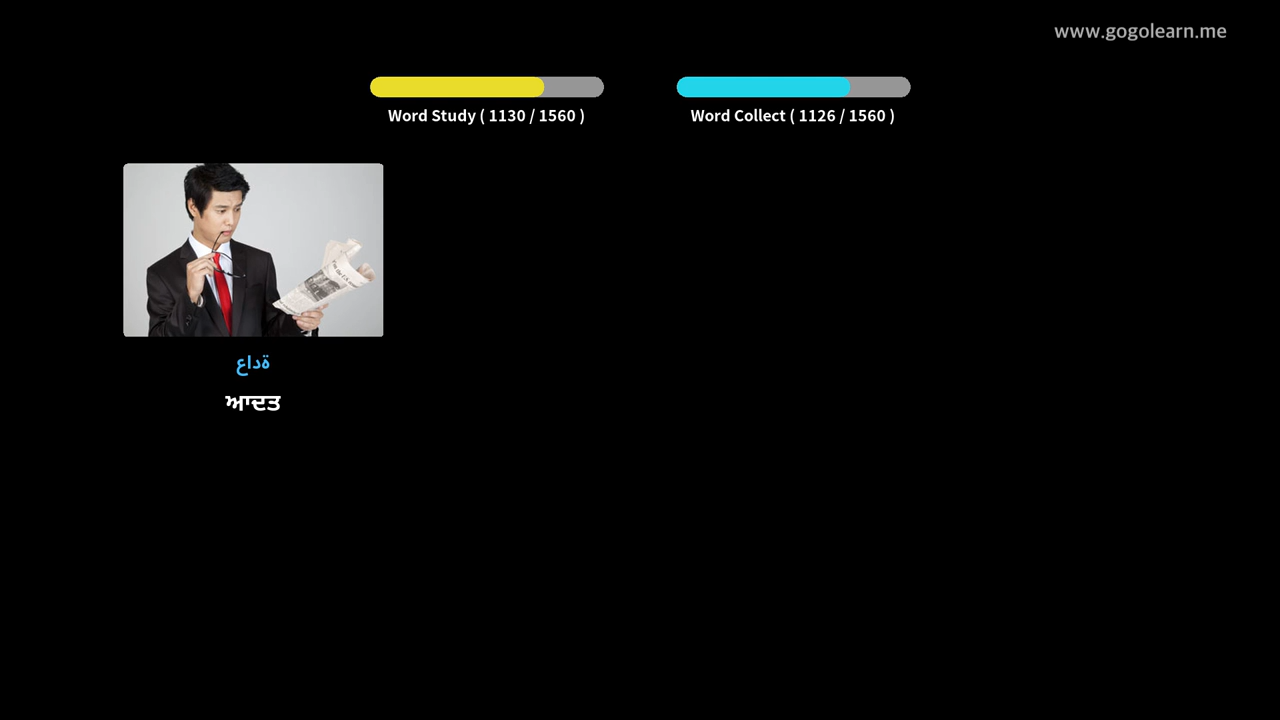 www.gogolearn.me
Word Study ( 1130 / 1560 )
Word Collect ( 1126 / 1560 )
ةداع
ਆਦਤ